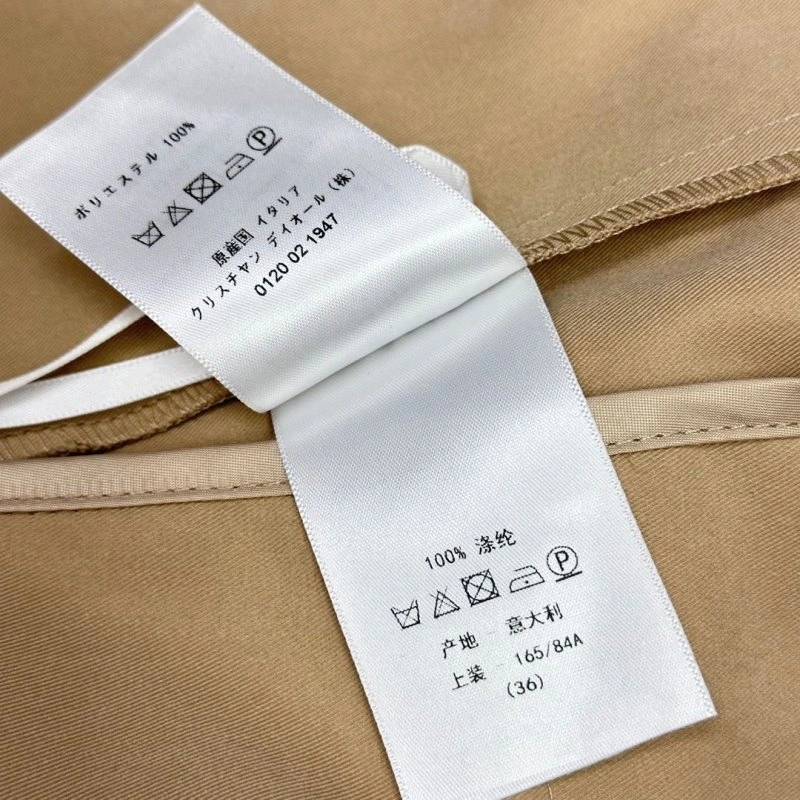 ポリエステル 100%
P
原産国 イタリア
クリスチヤン デイオール (株)
0120 02 1947
100% 涤纶
P
产地 - 意大利
上装 - 165/84A
(36)